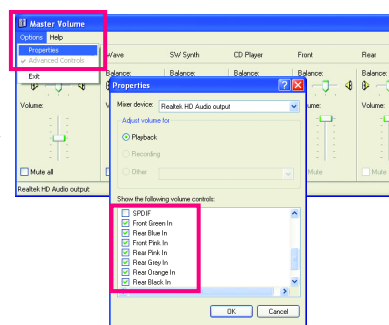 Master Volume
Options Help
Properties
Advanced Controls
Exit
Wave SW Synth CD Player Front Rear
Balance: Balance: Balance: Balance: Balance:
Volume:
Volume:
Mute all
Mute
Mute
Realtek HD Audio output
Properties
Mixer device: Realtek HD Audio output
Adjust volume for
Playback
Recording
Other
Show the following volume controls:
SPDIF
Front Green In
Rear Blue In
Front Pink In
Rear Pink In
Rear Grey In
Rear Orange In
Rear Black In
OK Cancel